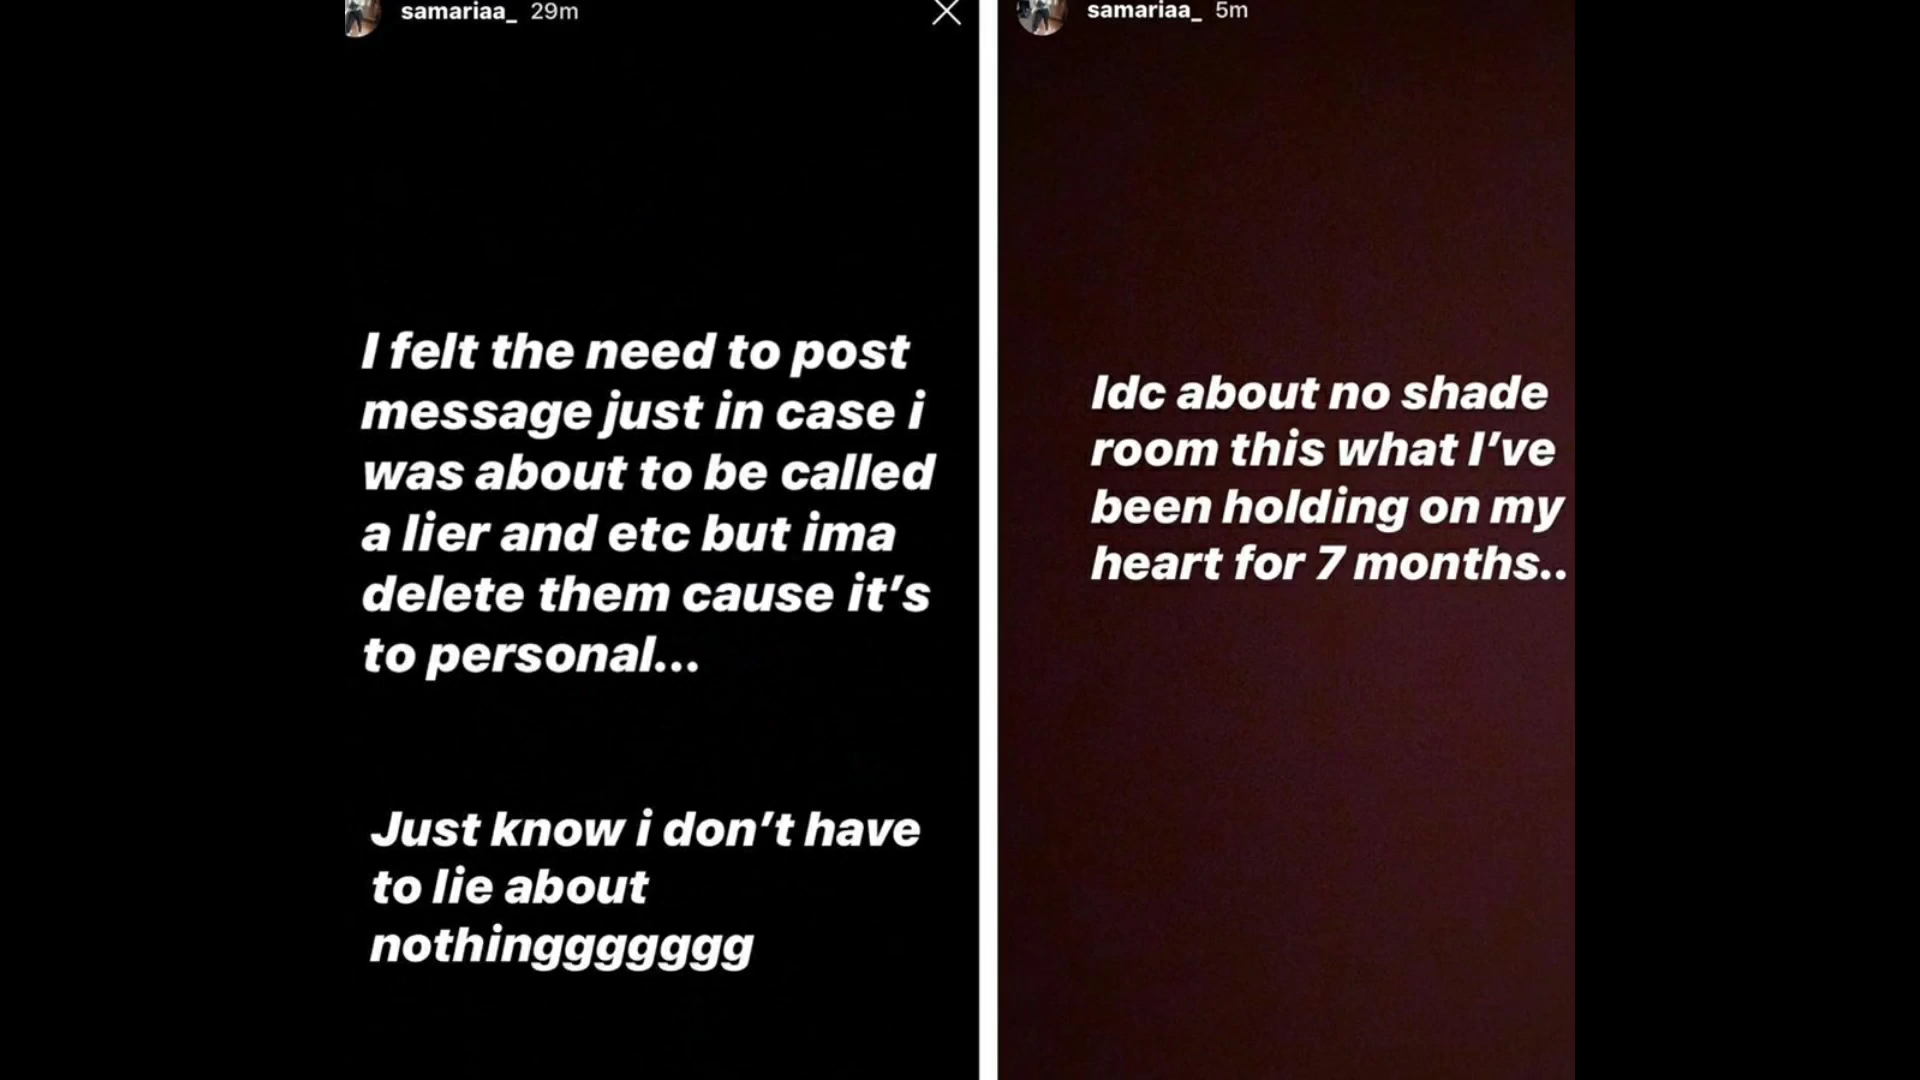 samariaa_ 29m
I felt the need to post
message just in case i
was about to be called
a lier and etc but ima
delete them cause it's
to personal...
Just know i don't have
to lie about
nothinggggggg
samariaa_ 5m
Idc about no shade
room this what I've
been holding on my
heart for 7 months..